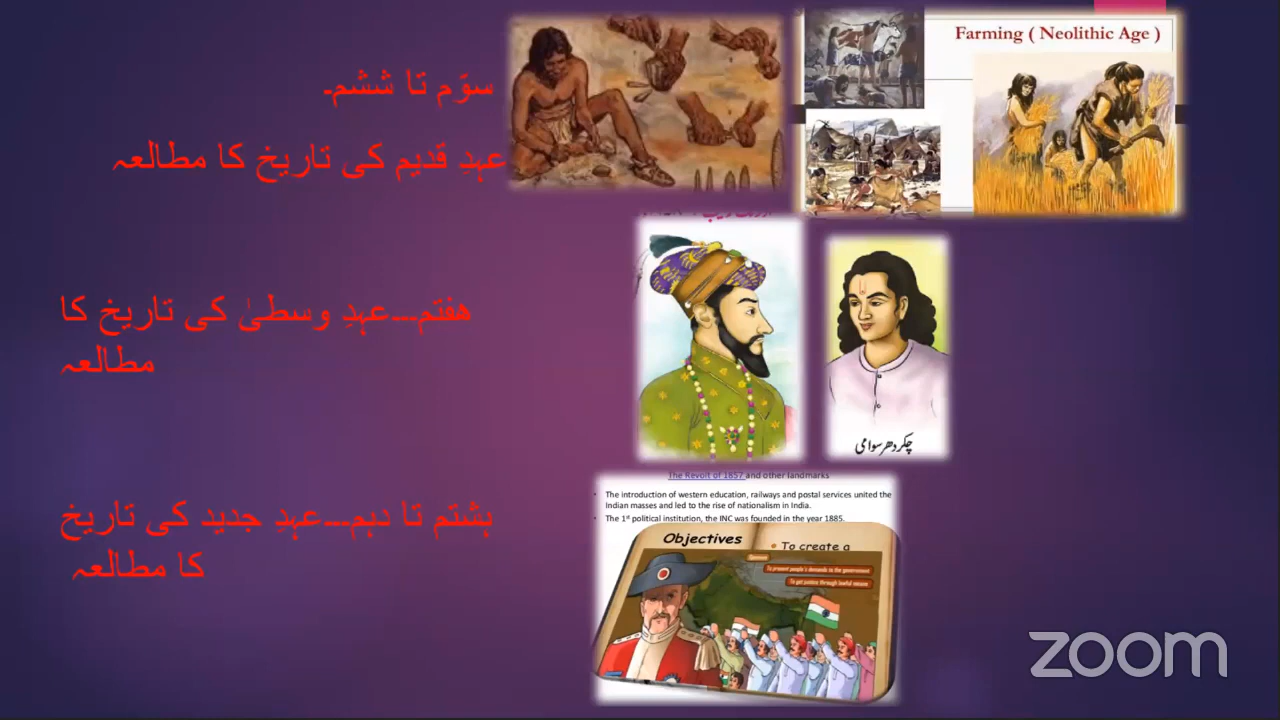 سوّم تا ششم۔
عہدِ قدیم کی تاریخ کا مطالعہ
Farming ( Neolithic Age )
ھفتم۔۔۔عہدِ وسطیٰ کی تاریخ کا
مطالعہ
چکردھر سوامی
ہشتم تا دہم۔۔۔عہدِ جدید کی تاریخ
کا مطالعہ
The Revolt of 1857 and other landmarks
• The introduction of western education, railways and postal services united the
Indian masses and led to the rise of nationalism in India.
• The 1st political institution, the INC was founded in the year 1885.
Objectives
• To create a
To present people's demands to the government
To get justice through lawful means
zoom